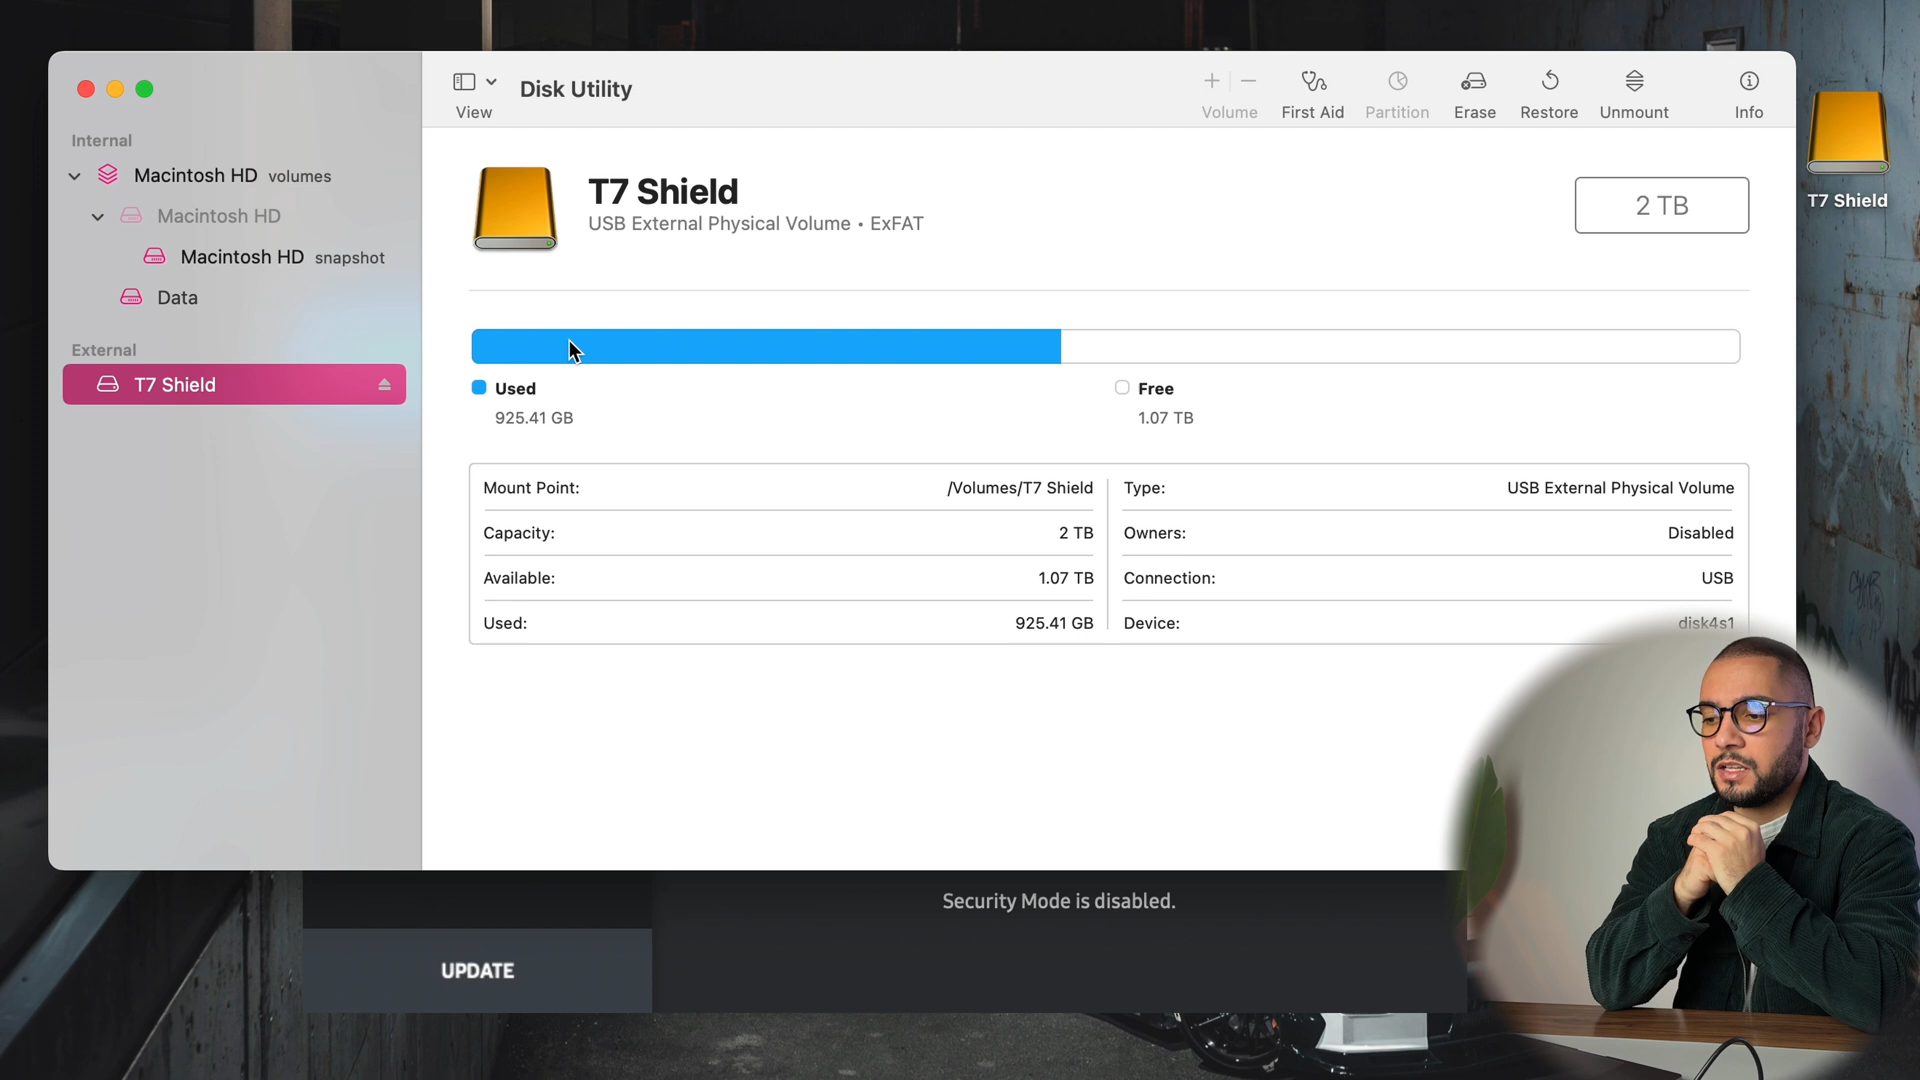 Disk Utility
View
Volume
First Aid
Partition
Erase
Restore
Unmount
Info
Internal
Macintosh HD volumes
Macintosh HD
Macintosh HD snapshot
Data
External
T7 Shield
T7 Shield
USB External Physical Volume • ExFAT
2 TB
T7 Shield
Used
925.41 GB
Free
1.07 TB
Mount Point: /Volumes/T7 Shield
Capacity: 2 TB
Available: 1.07 TB
Used: 925.41 GB
Type: USB External Physical Volume
Owners: Disabled
Connection: USB
Device: disk4s1
Security Mode is disabled.
UPDATE